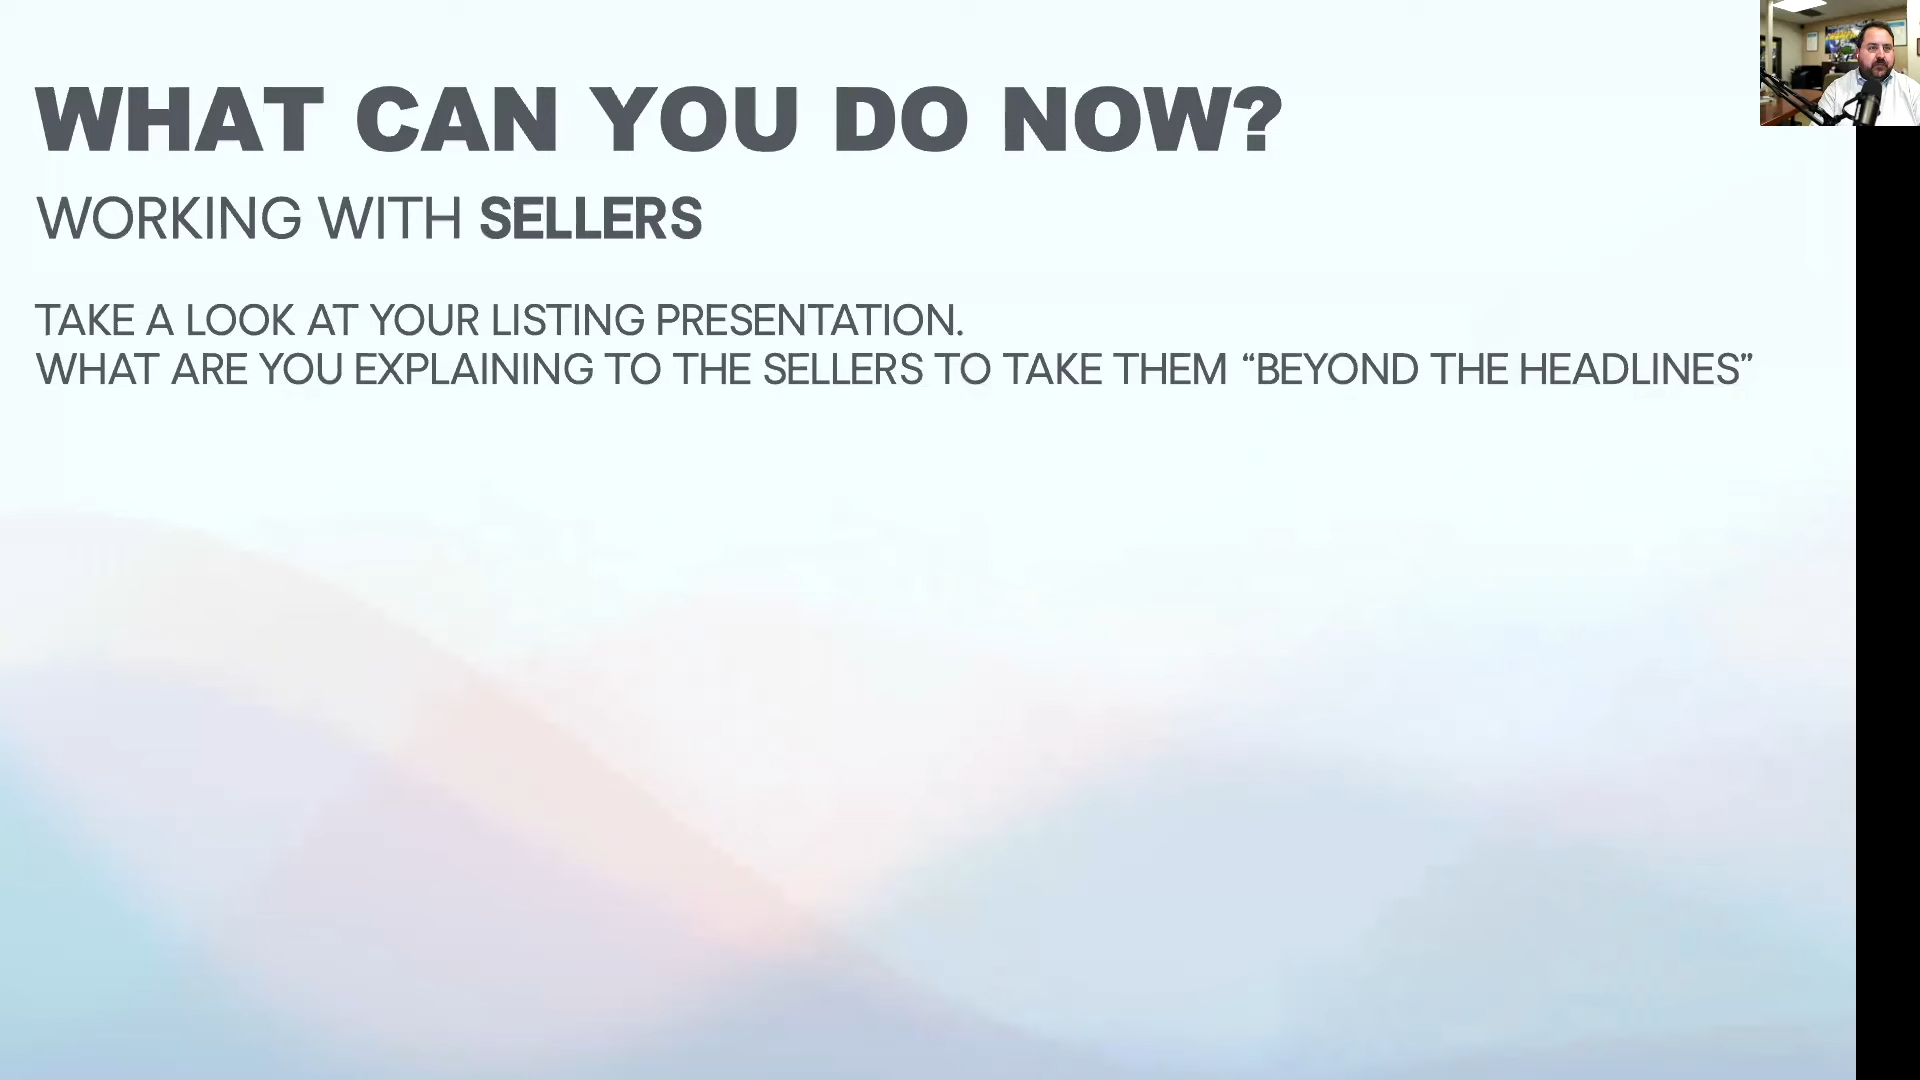 WHAT CAN YOU DO NOW?
WORKING WITH SELLERS
TAKE A LOOK AT YOUR LISTING PRESENTATION.
WHAT ARE YOU EXPLAINING TO THE SELLERS TO TAKE THEM “BEYOND THE HEADLINES”